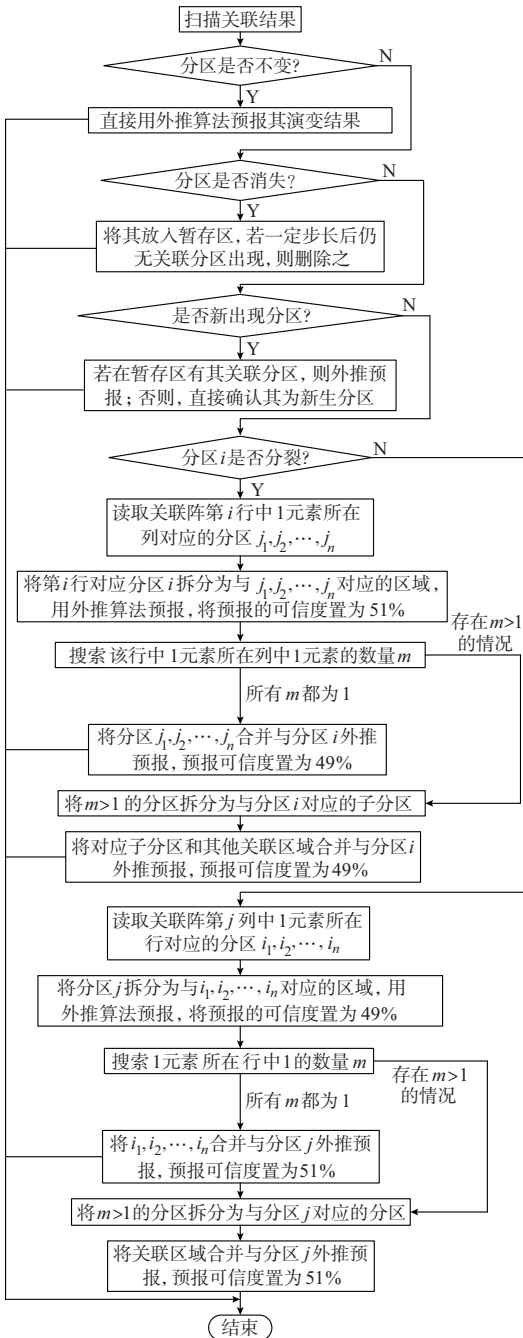 扫描关联结果
分区是否不变?
N
Y
直接用外推算法预报其演变结果
N
分区是否消失?
Y
将其放入暂存区,若一定步长后仍
无关联分区出现,则删除之
N
是否新出现分区?
Y
若在暂存区有其关联分区,则外推预
报;否则,直接确认其为新生分区
N
分区i是否分裂?
Y
读取关联阵第i行中1元素所在
列对应的分区 j₁,j₂,⋯,jₙ
将第i行对应分区i拆分为与 j₁,j₂,⋯,jₙ对应的区域,
用外推算法预报,将预报的可信度置为51%
存在m>1
的情况
搜索该行中1元素所在列中1元素的数量m
所有m都为1
将分区j₁,j₂,⋯,jₙ合并与分区i外推
预报,预报可信度置为49%
将m>1的分区拆分为与分区i对应的子分区
将对应子分区和其他关联区域合并与分区i
外推预报,预报可信度置为49%
读取关联阵第j列中1元素所在
行对应的分区 i₁,i₂,⋯,iₙ
将分区j拆分为与i₁,i₂,⋯,iₙ对应的区域,用
外推算法预报,将预报的可信度置为49%
搜索1元素所在行中1的数量m
存在m>1
的情况
所有m都为1
将i₁,i₂,⋯,iₙ合并与分区j外推预
报,预报可信度置为51%
将m>1的分区拆分为与分区j对应的分区
将关联区域合并与分区j外推预
报,预报可信度置为51%
结束